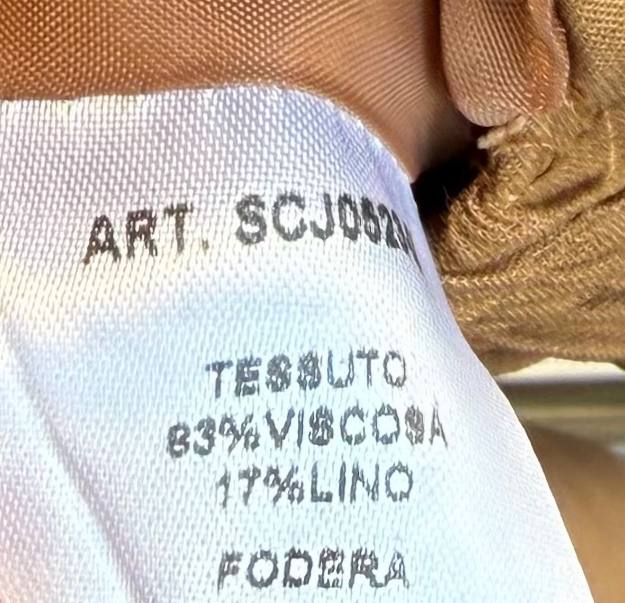 ART.
TESSUTO
83%VISCOSA
17%LINO
FODERA